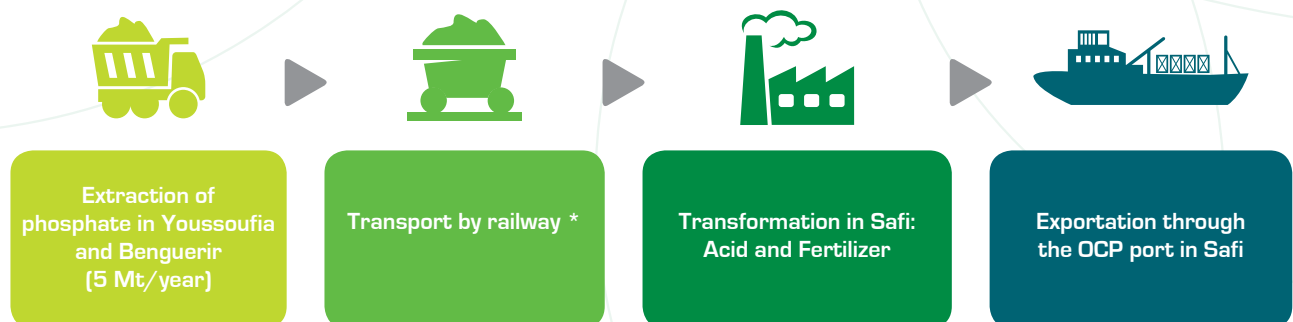 Extraction of
phosphate in Youssoufia
and Benguerir
(5 Mt/year)
Transport by railway *
Transformation in Safi:
Acid and Fertilizer
Exportation through
the OCP port in Safi